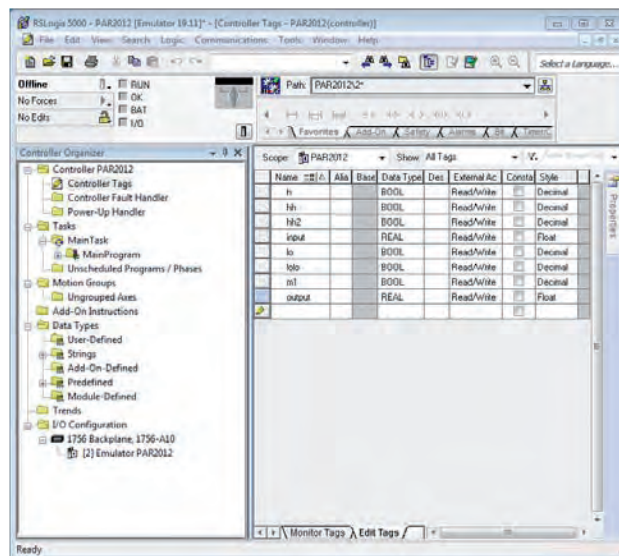 RSLogix 5000 - PAR2012 [Emulator 19.11]* - [Controller Tags - PAR2012(controller)]
File Edit View Search Logic Communications Tools Window Help
Select a Language...
Offline
RUN
No Forces
OK
No Edits
BAT
I/O
Path: PAR2012\2*
Favorites Add-On Safety Alarms Bit
Controller Organizer
Controller PAR2012
Controller Tags
Controller Fault Handler
Power-Up Handler
Tasks
MainTask
MainProgram
Unscheduled Programs / Phases
Motion Groups
Ungrouped Axes
Add-On Instructions
Data Types
User-Defined
Strings
Add-On-Defined
Predefined
Module-Defined
Trends
I/O Configuration
1756 Backplane, 1756-A10
[2] Emulator PAR2012
Scope: PAR2012 Show: All Tags
Name Alia Base Data Type Des External Ac Consta Style
h BOOL Read/Write Decimal
hh BOOL Read/Write Decimal
hh2 BOOL Read/Write Decimal
input REAL Read/Write Float
lo BOOL Read/Write Decimal
lolo BOOL Read/Write Decimal
m1 BOOL Read/Write Decimal
output REAL Read/Write Float
Properties
Monitor Tags Edit Tags
Ready